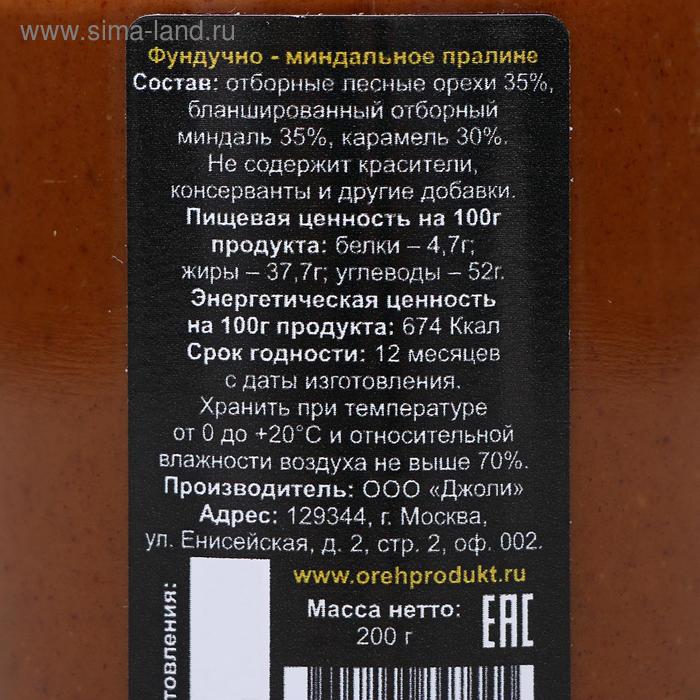 www.sima-land.ru
Фундучно - миндальное пралине
Состав: отборные лесные орехи 35%,
бланшированный отборный
миндаль 35%, карамель 30%.
Не содержит красители,
консерванты и другие добавки.
Пищевая ценность на 100г
продукта: белки – 4,7г;
жиры – 37,7г; углеводы – 52г.
Энергетическая ценность
на 100г продукта: 674 Ккал
Срок годности: 12 месяцев
с даты изготовления.
Хранить при температуре
от 0 до +20°С и относительной
влажности воздуха не выше 70%.
Производитель: ООО «Джоли»
Адрес: 129344, г. Москва,
ул. Енисейская, д. 2, стр. 2, оф. 002.
www.orehprodukt.ru
Масса нетто:
200 г
EAC
товления: